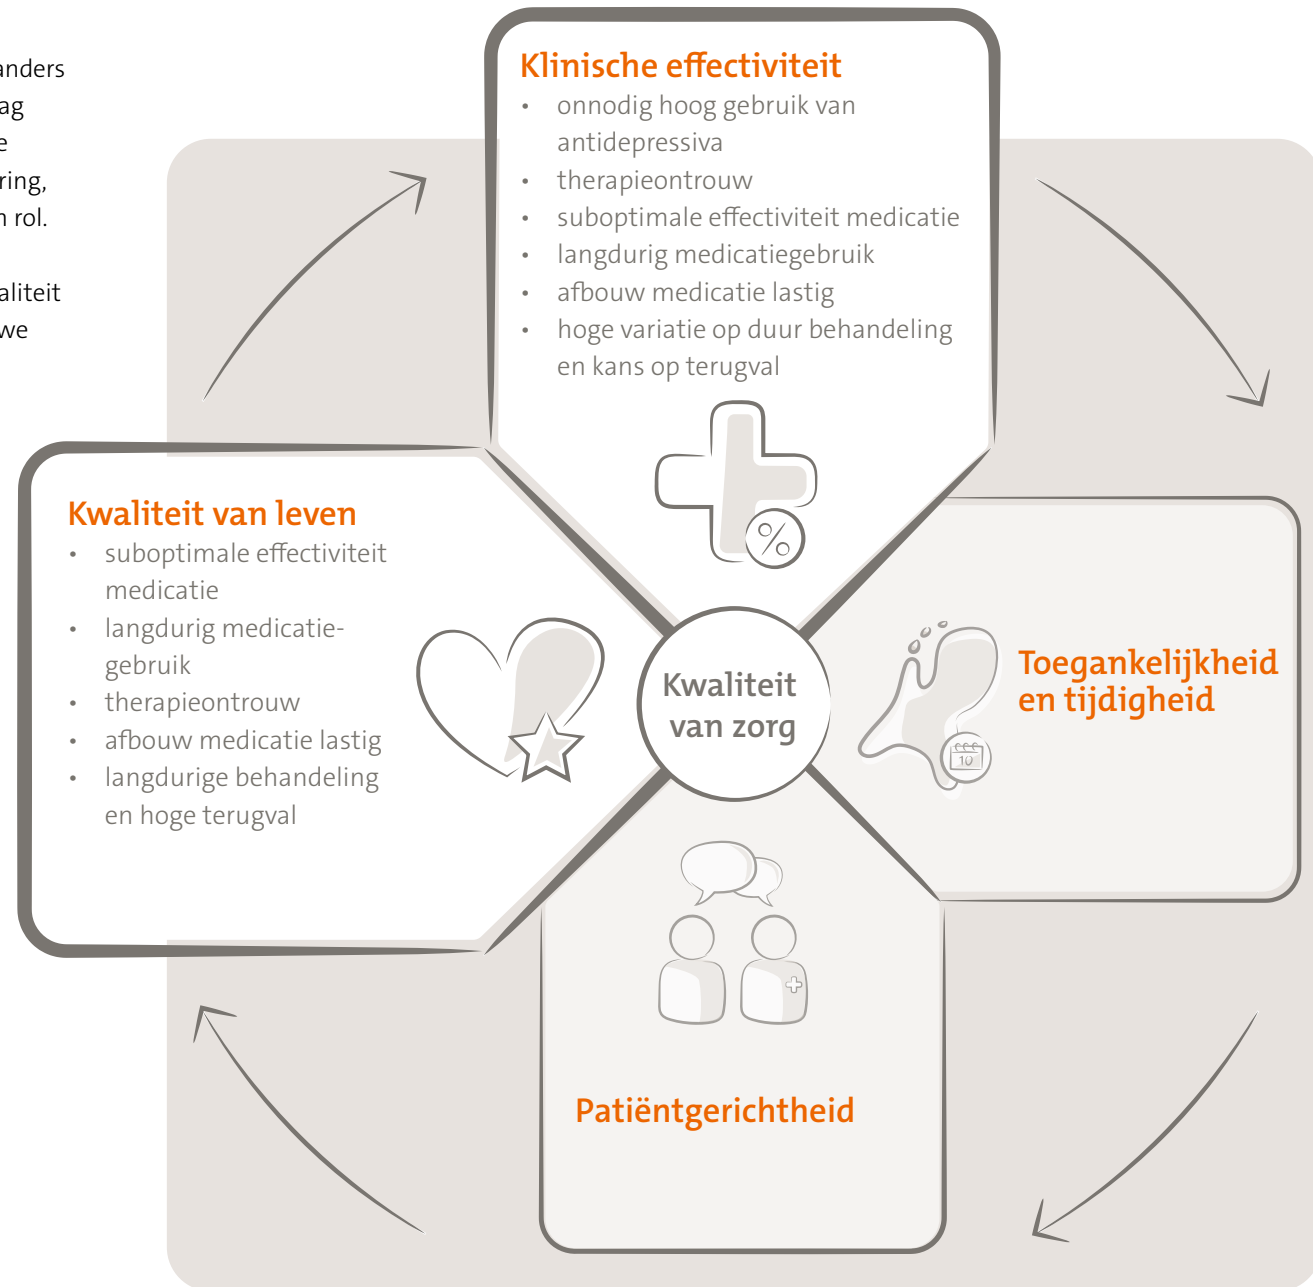 anders
ag
e
ring,
n rol.
aliteit
we
Klinische effectiviteit
• onnodig hoog gebruik van
antidepressiva
• therapieontrouw
• suboptimale effectiviteit medicatie
• langdurig medicatiegebruik
• afbouw medicatie lastig
• hoge variatie op duur behandeling
en kans op terugval
%
Kwaliteit van leven
• suboptimale effectiviteit
medicatie
• langdurig medicatie-
gebruik
• therapieontrouw
• afbouw medicatie lastig
• langdurige behandeling
en hoge terugval
Kwaliteit
van zorg
Toegankelijkheid
en tijdigheid
10
Patiëntgerichtheid